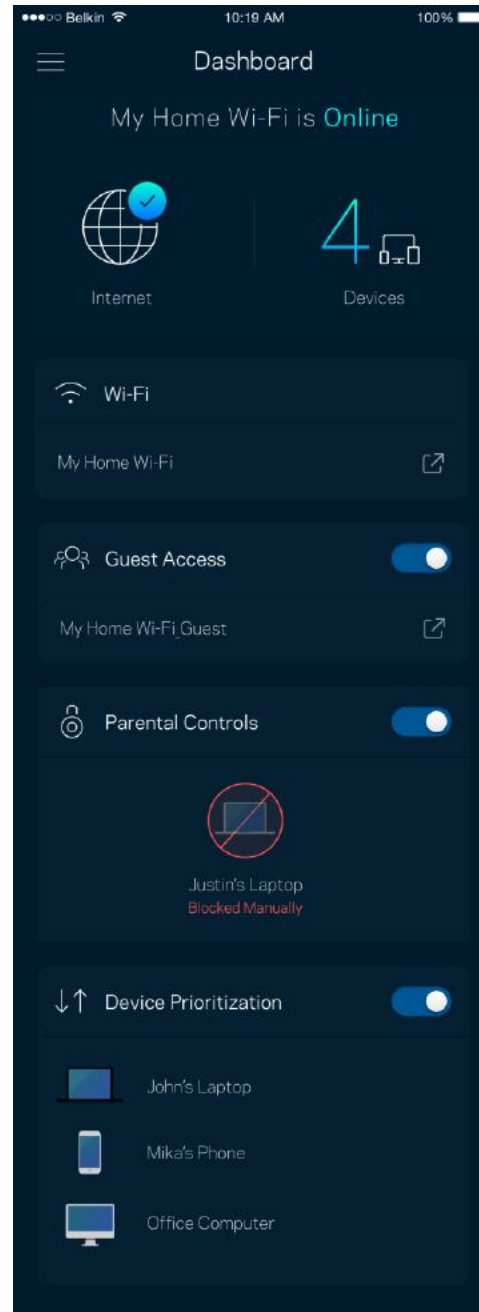 Belkin 10:19 AM 100%
Dashboard
My Home Wi-Fi is Online
4
Internet Devices
Wi-Fi
My Home Wi-Fi
Guest Access
My Home Wi-Fi_Guest
Parental Controls
Justin's Laptop
Blocked Manually
Device Prioritization
John's Laptop
Mika's Phone
Office Computer